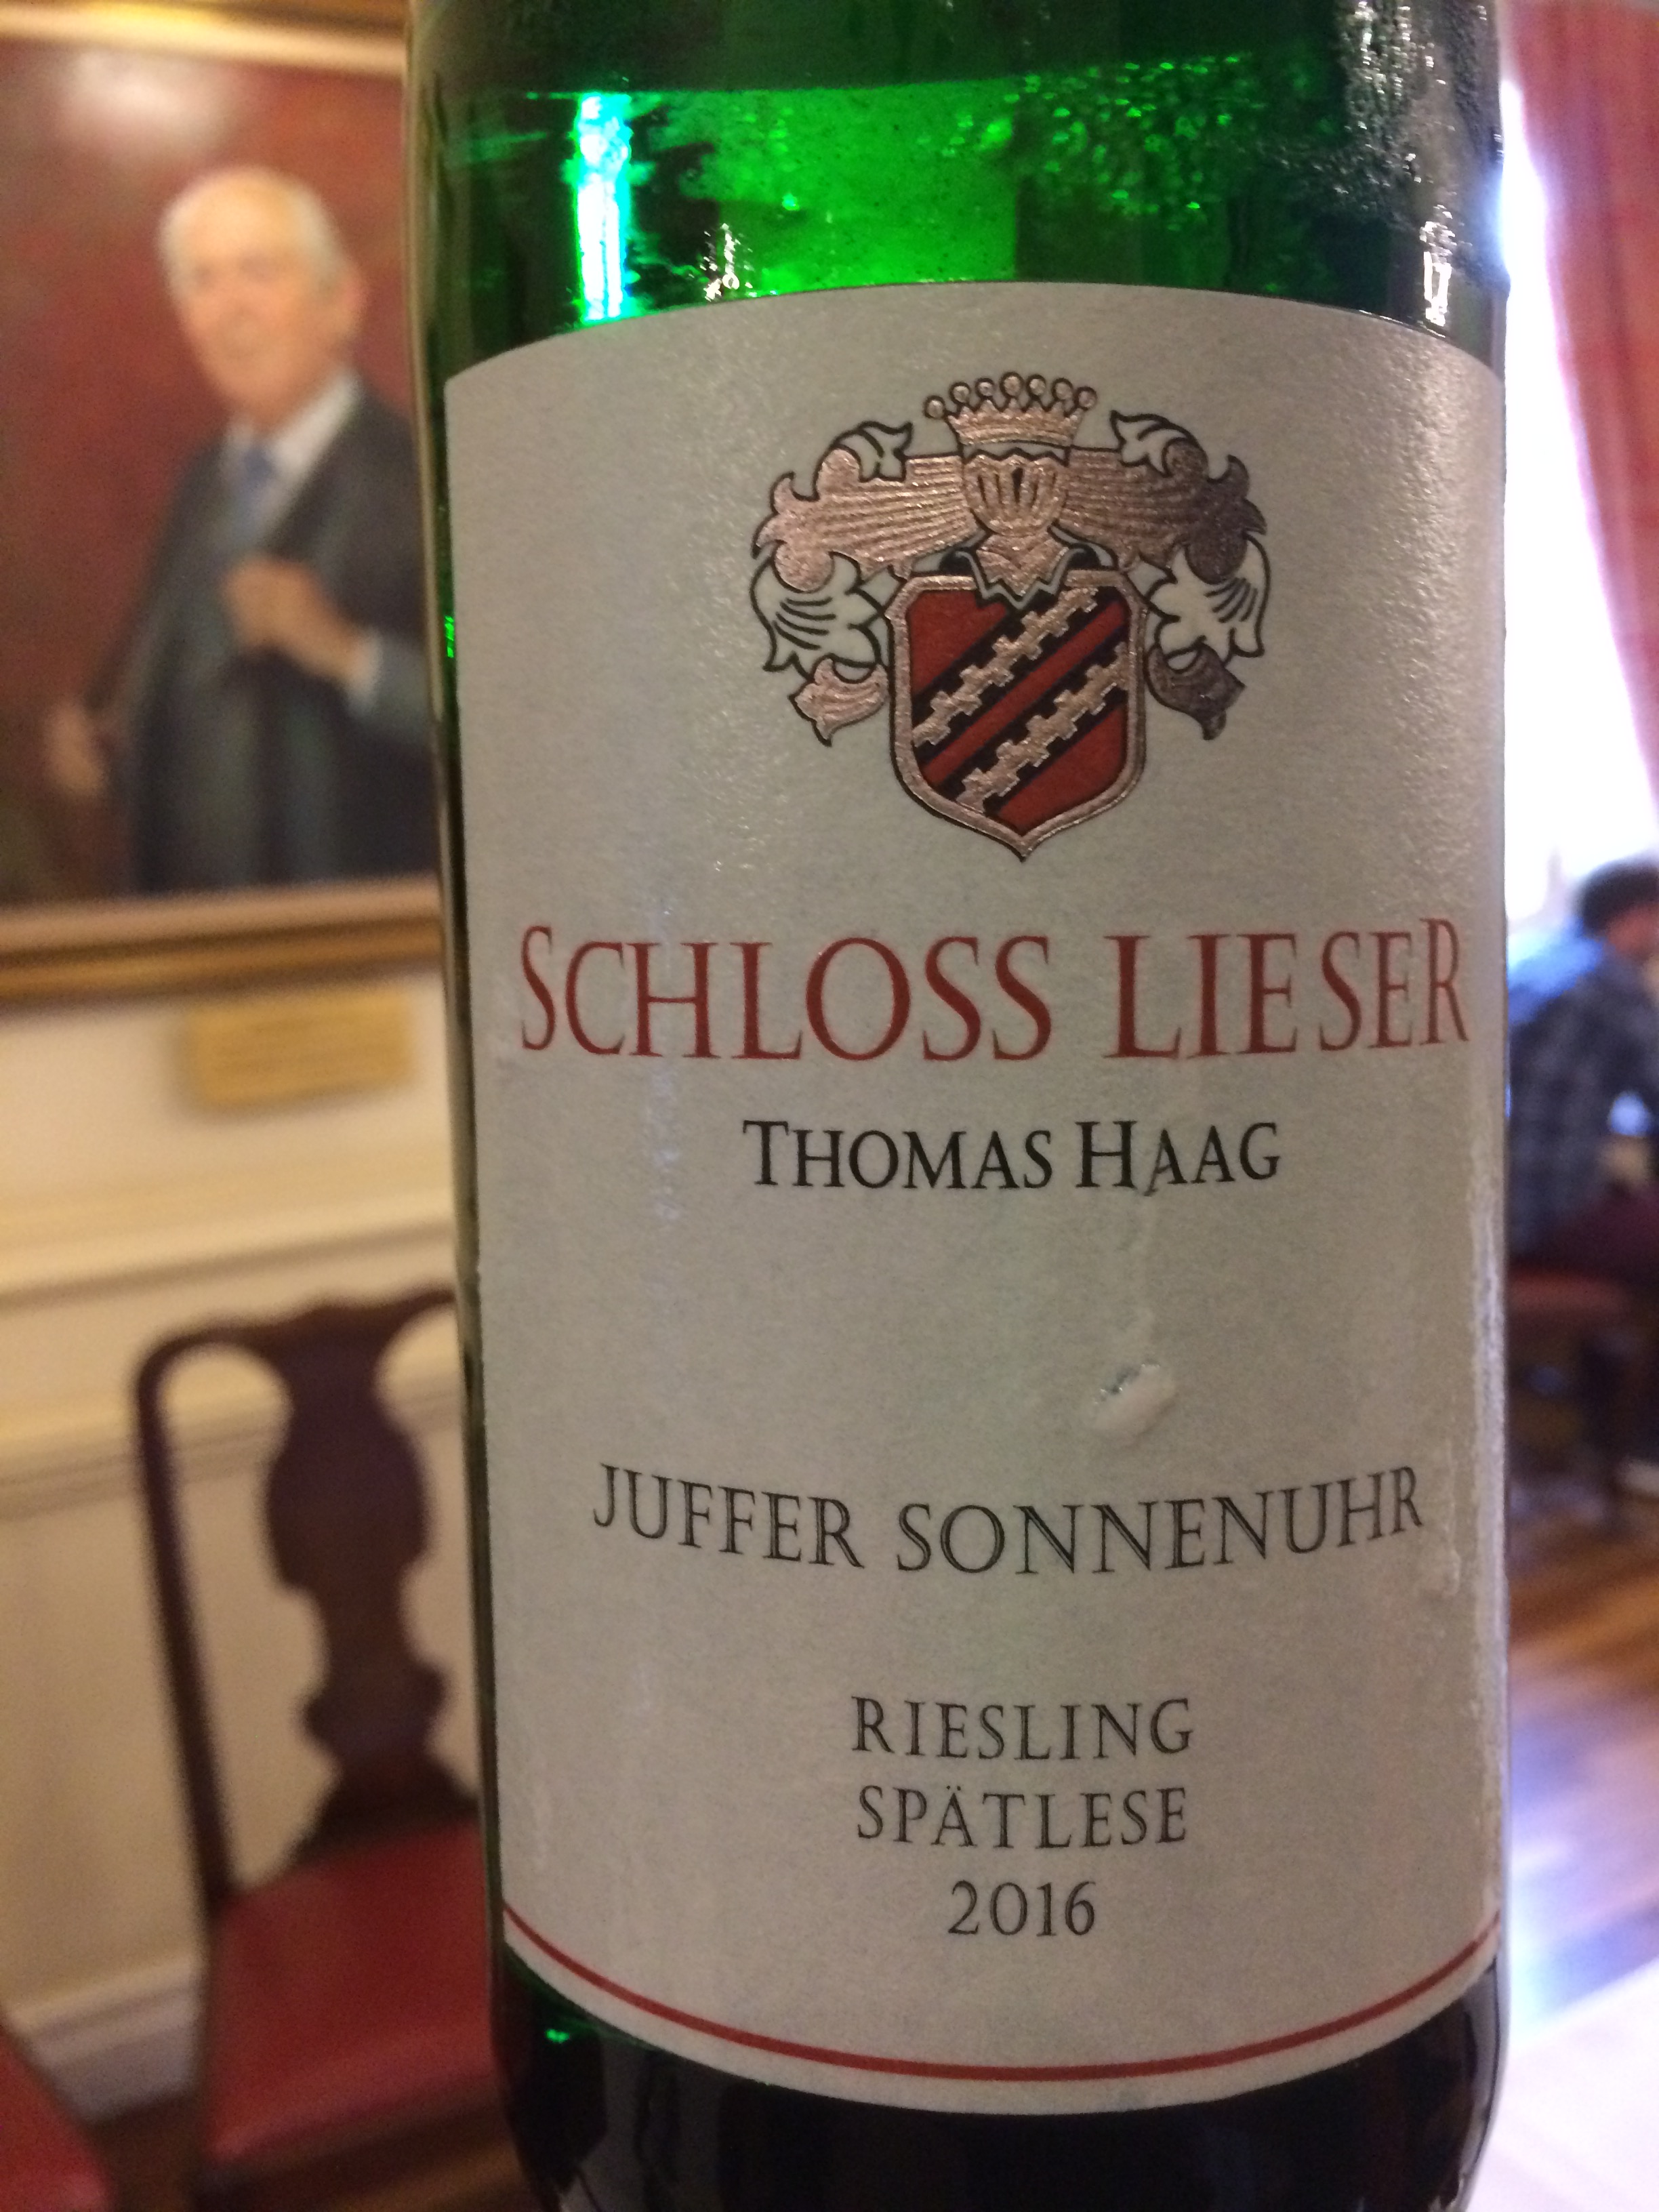 SCHLOSS LIESER
THOMAS HAAG
JUFFER SONNENUHR
RIESLING
SPÄTLESE
2016